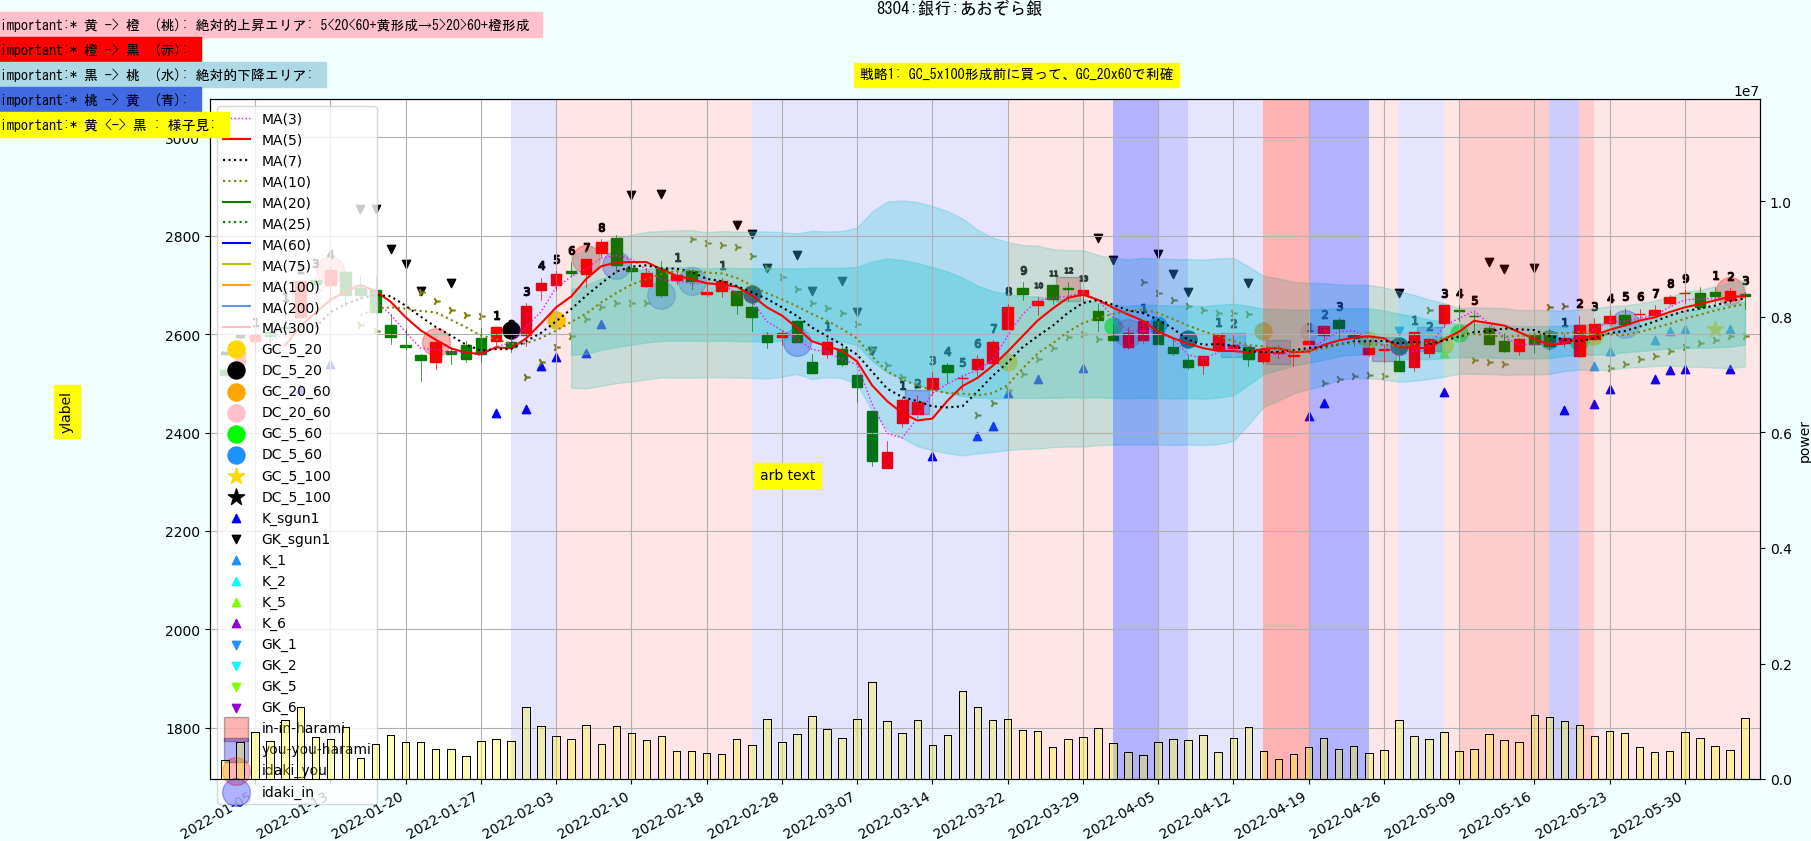 8304:銀行:あおぞら銀
important:* 黄 -> 橙 （桃）: 絶対的上昇エリア: 5<20<60+黄形成→5>20>60+橙形成
important:* 橙 -> 黒 （赤）:
important:* 黒 -> 桃 （水）: 絶対的下降エリア:
important:* 桃 -> 黄 （青）:
important:* 黄 <-> 黒 : 様子見:
戦略1: GC_5x100形成前に買って、GC_20x60で利確
1e7
MA(3)
MA(5)
MA(7)
MA(10)
MA(20)
MA(25)
MA(60)
MA(75)
MA(100)
MA(200)
MA(300)
GC_5_20
DC_5_20
GC_20_60
DC_20_60
GC_5_60
DC_5_60
GC_5_100
DC_5_100
K_sgun1
GK_sgun1
K_1
K_2
K_5
K_6
GK_1
GK_2
GK_5
GK_6
in-in-harami
you-you-harami
idaki_you
idaki_in
3000
2800
2600
2400
2200
2000
1800
ylabel
arb text
1.0
0.8
0.6
0.4
0.2
0.0
power
2022-01-05
2022-01-13
2022-01-20
2022-01-27
2022-02-03
2022-02-10
2022-02-18
2022-02-28
2022-03-07
2022-03-14
2022-03-22
2022-03-29
2022-04-05
2022-04-12
2022-04-19
2022-04-26
2022-05-09
2022-05-16
2022-05-23
2022-05-30